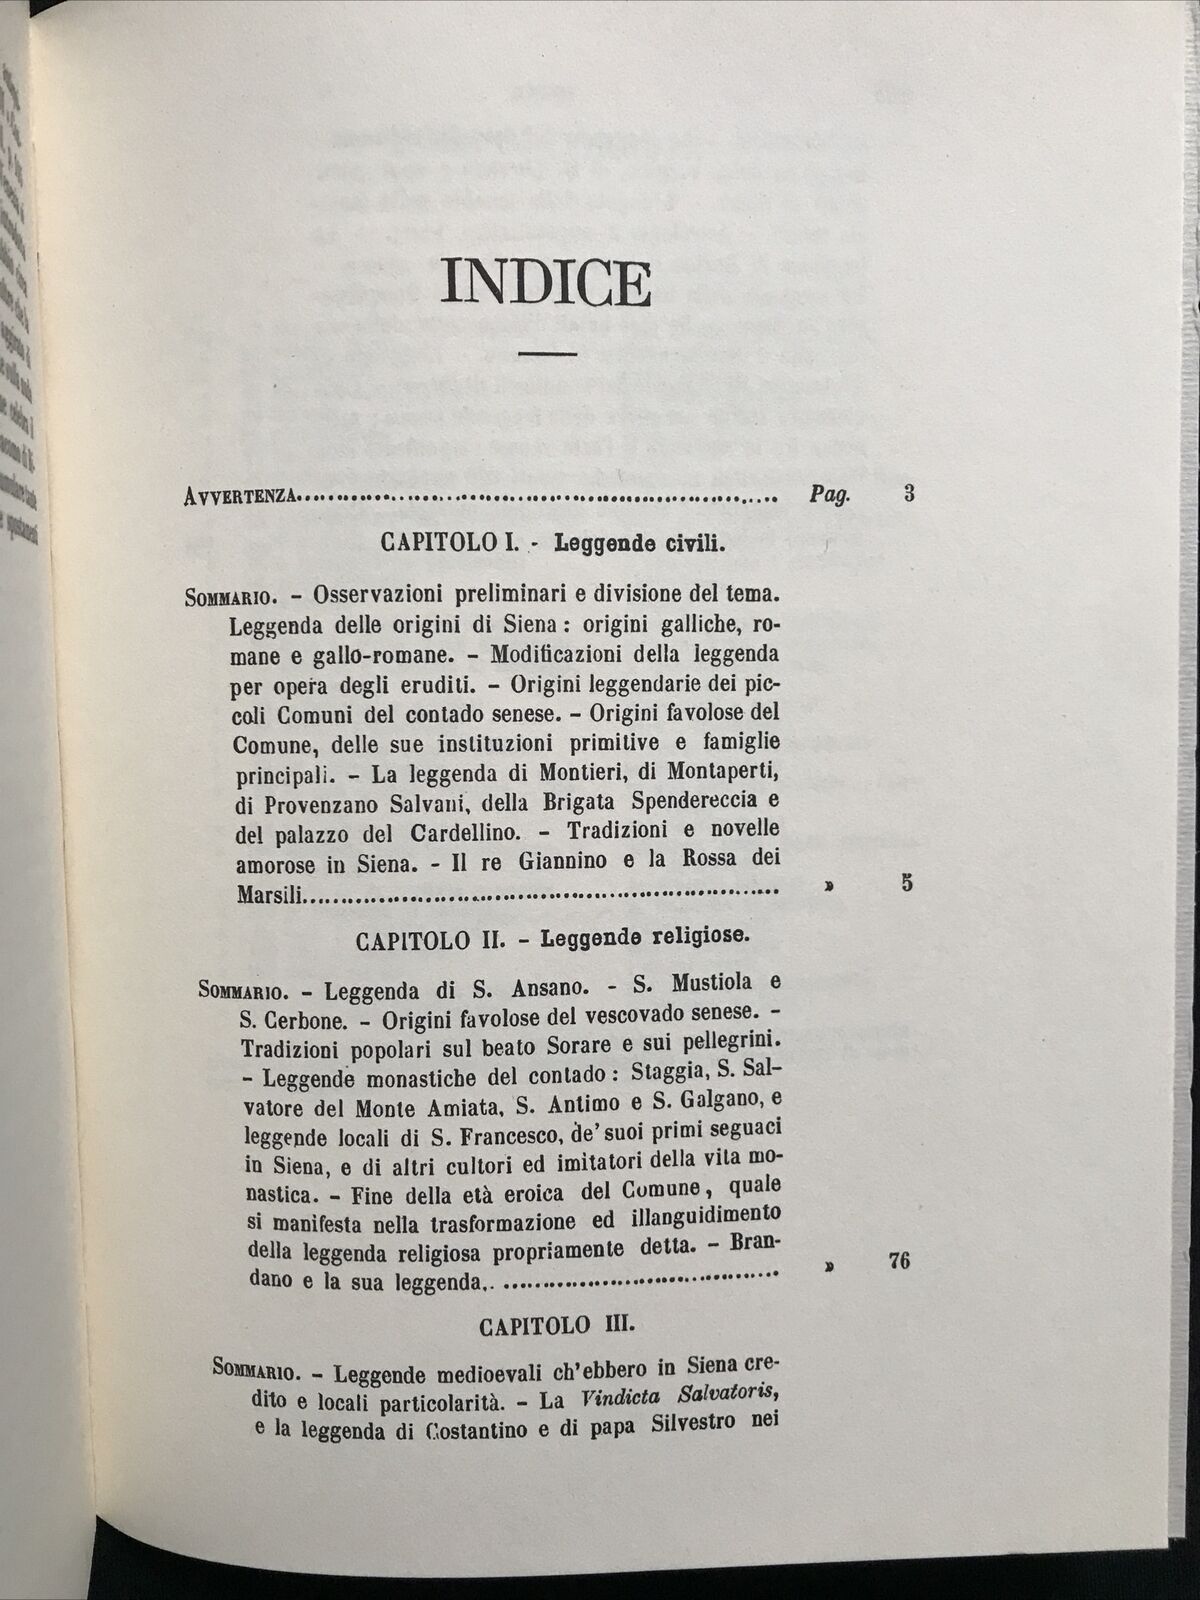 INDICE
AVVERTENZA........................ Pag. 3
CAPITOLO I. - Leggende civili.
SOMMARIO. - Osservazioni preliminari e divisione del tema.
Leggenda delle origini di Siena : origini galliche, ro-
mane e gallo-romane. - Modificazioni della leggenda
per opera degli eruditi. - Origini leggendarie dei pic-
coli Comuni del contado senese. - Origini favolose del
Comune, delle sue instituzioni primitive e famiglie
principali. - La leggenda di Montieri, di Montaperti,
di Provenzano Salvani, della Brigata Spendereccia e
del palazzo del Cardellino. - Tradizioni e novelle
amorose in Siena. - Il re Giannino e la Rossa dei
Marsili........................ » 5
CAPITOLO II. - Leggende religiose.
SOMMARIO. - Leggenda di S. Ansano. - S. Mustiola e
S. Cerbone. - Origini favolose del vescovado senese. -
Tradizioni popolari sul beato Sorare e sui pellegrini.
- Leggende monastiche del contado : Staggia, S. Sal-
vatore del Monte Amiata, S. Antimo e S. Galgano, e
leggende locali di S. Francesco, de' suoi primi seguaci
in Siena, e di altri cultori ed imitatori della vita mo-
nastica. - Fine della età eroica del Comune, quale
si manifesta nella trasformazione ed illanguidimento
della leggenda religiosa propriamente detta. - Bran-
dano e la sua leggenda........................ » 76
CAPITOLO III.
SOMMARIO. - Leggende medioevali ch'ebbero in Siena cre-
dito e locali particolarità. - La Vindicta Salvatoris,
e la leggenda di Costantino e di papa Silvestro nei